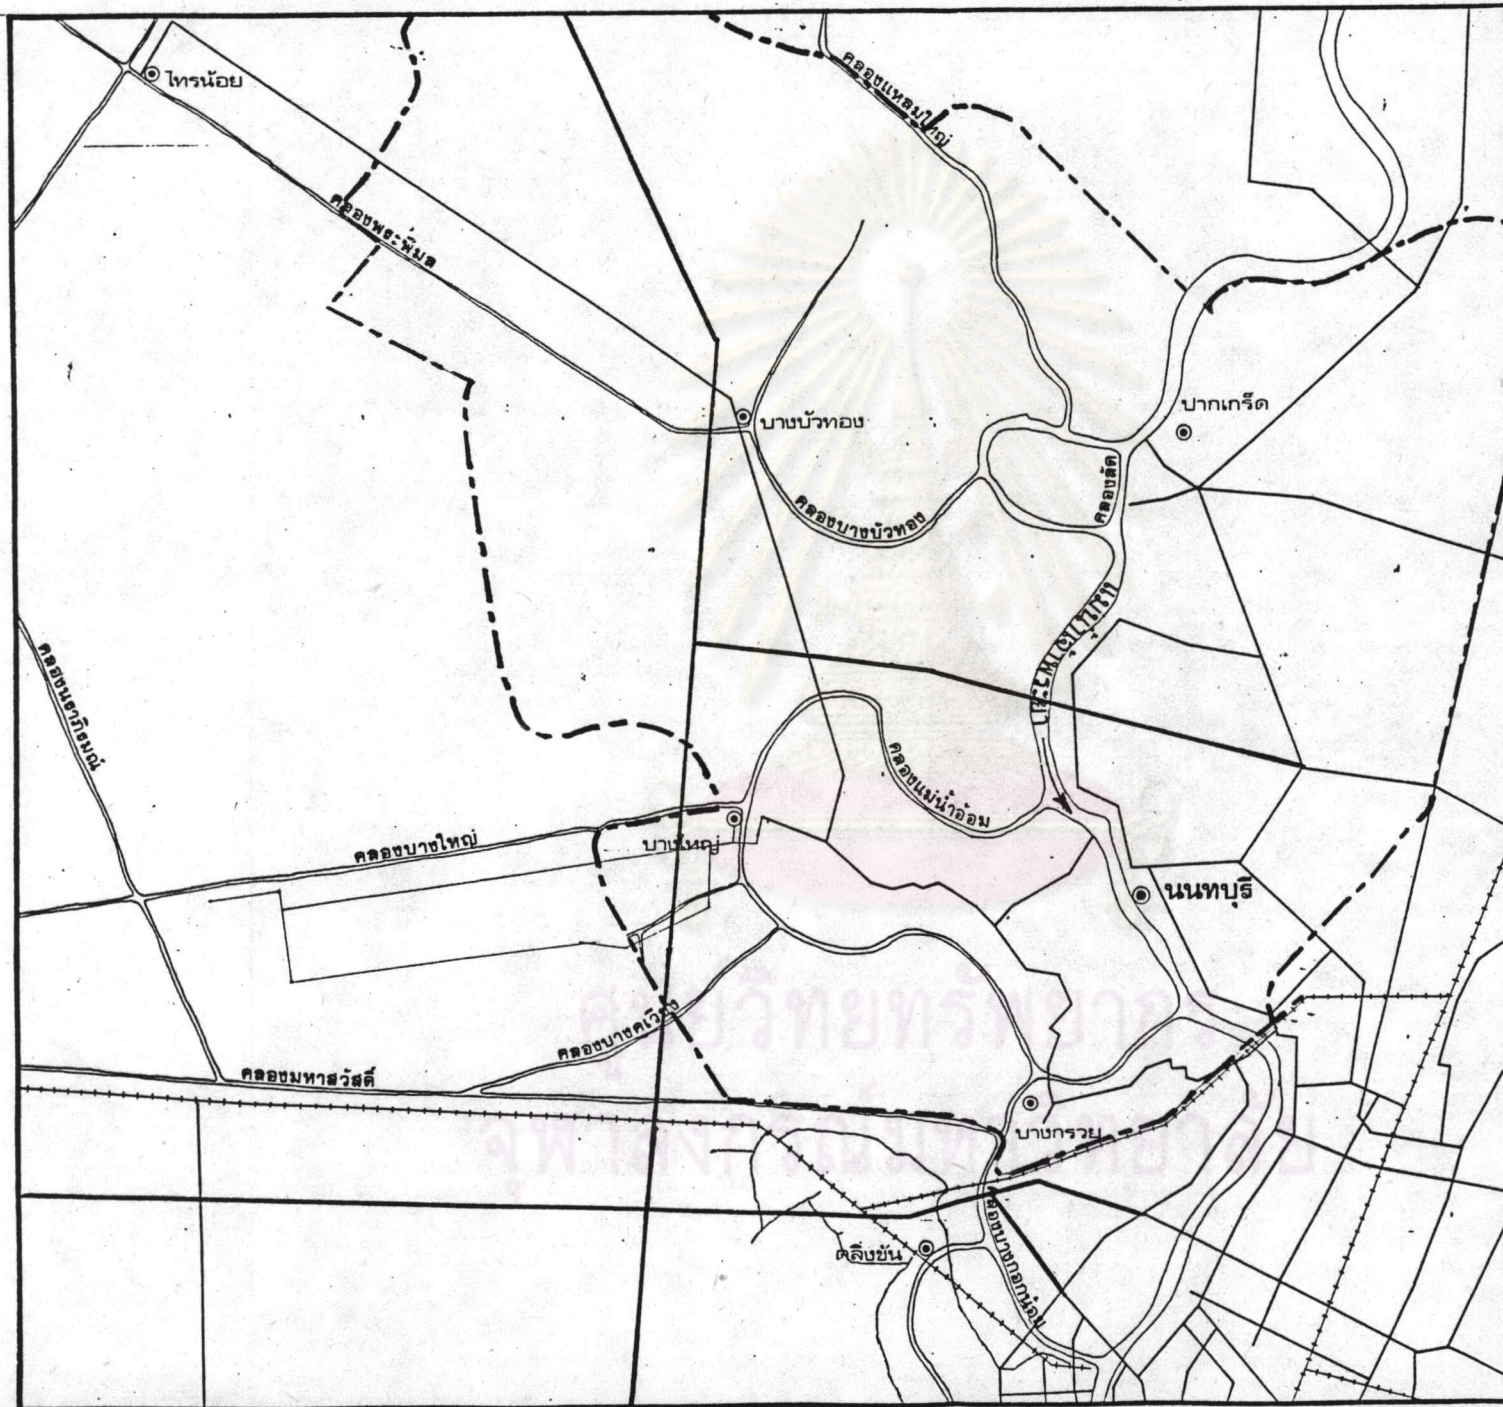 ไทรน้อย
คลองแหลมใหญ่
คลองพระพิมล
ปากเกร็ด
บางบัวทอง
คลองลัด
คลองบางบัวทอง
แม่น้ำเจ้าพระยา
คลองนราภิรมย์
คลองแม่น้ำอ้อม
คลองบางใหญ่
บางใหญ่
นนทบุรี
ศูนย์วิทยทรัพยากร
คลองบางคูเวียง
คลองมหาสวัสดิ์
บางกรวย
จุฬาลงกรณ์มหาวิทยาลัย
ตลิ่งชัน
คลองบางกอกน้อย